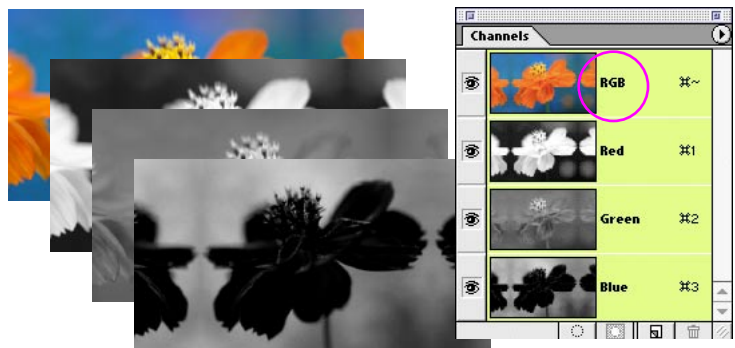 Channels
RGB ⌘~
Red ⌘1
Green ⌘2
Blue ⌘3